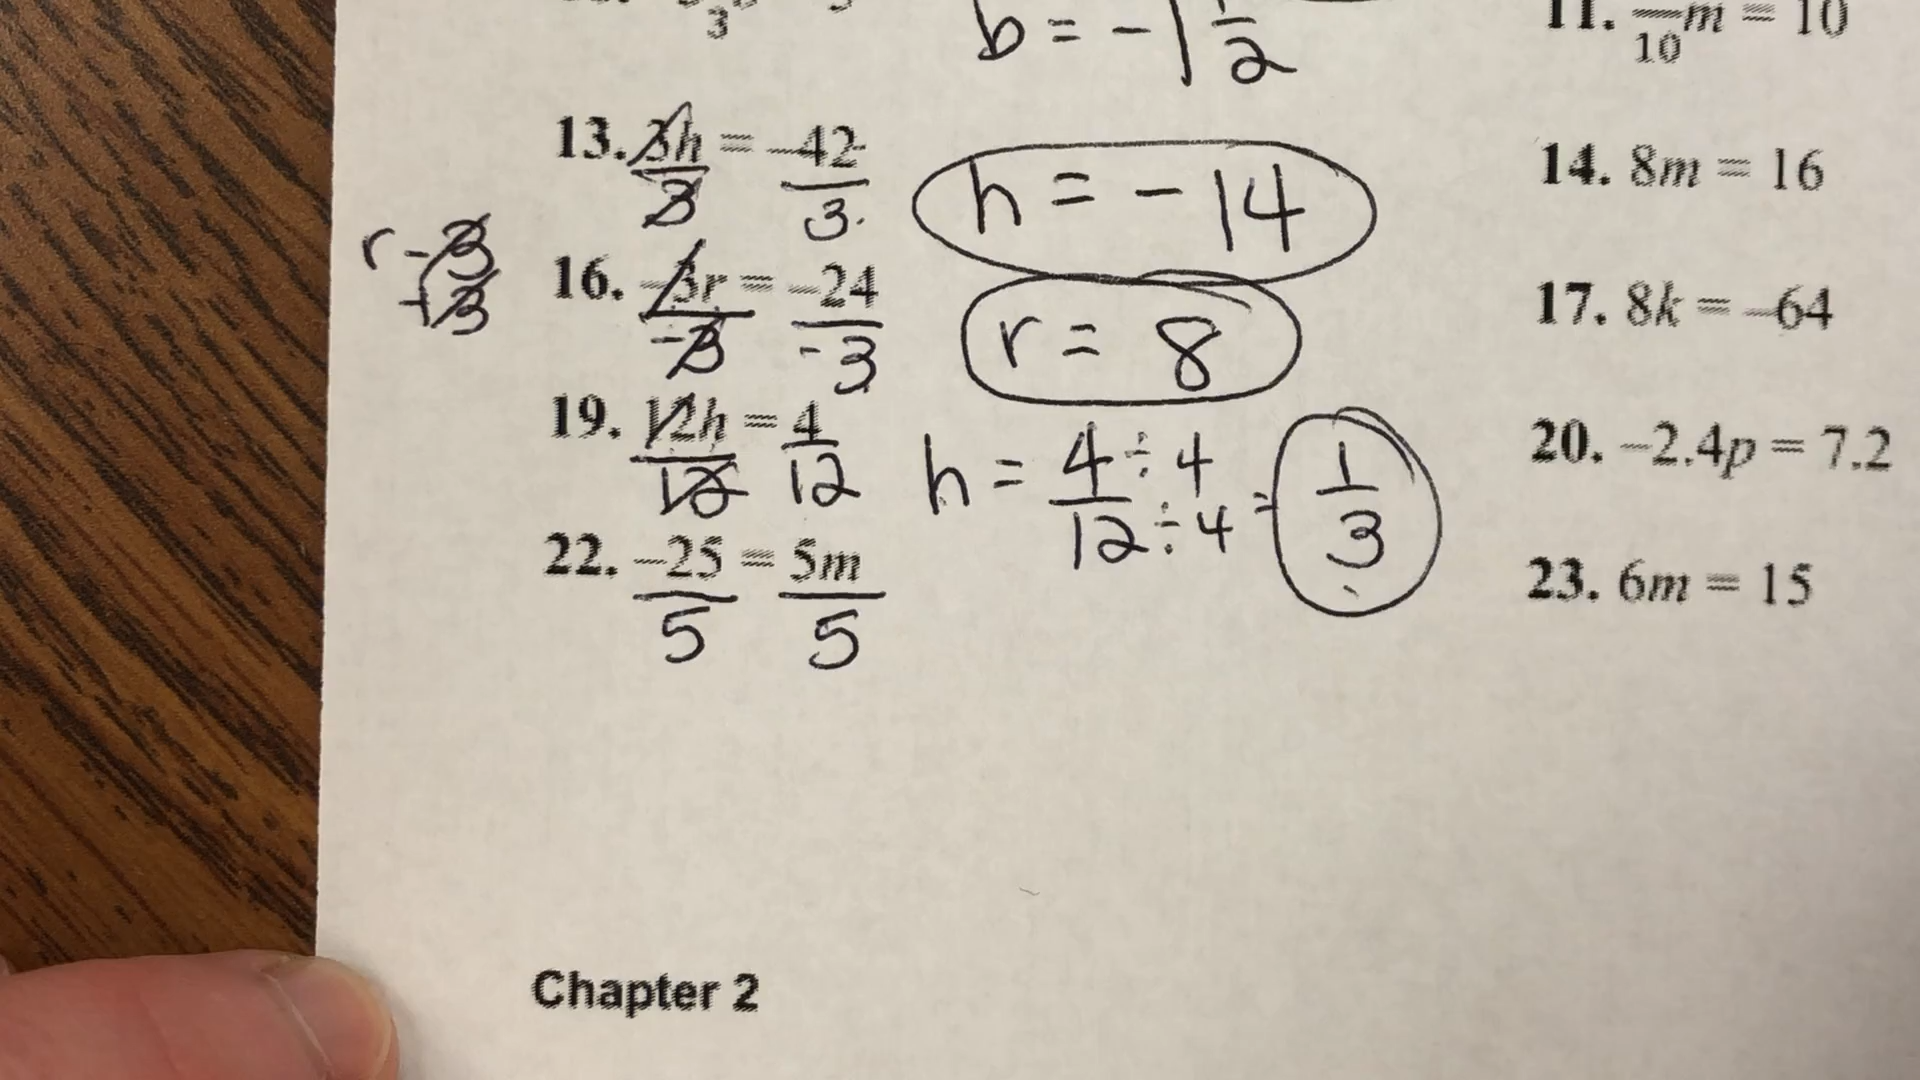 b = -1 1/2
11. /10 m = 10
13. 3h/3 = -42/3 h = -14
14. 8m = 16
r -3/-3
16. -3r/-3 = -24/-3 r = 8
17. 8k = -64
19. 12h/12 = 4/12 h = 4÷4/12÷4 = 1/3
20. -2.4p = 7.2
22. -25/5 = 5m/5
23. 6m = 15
Chapter 2